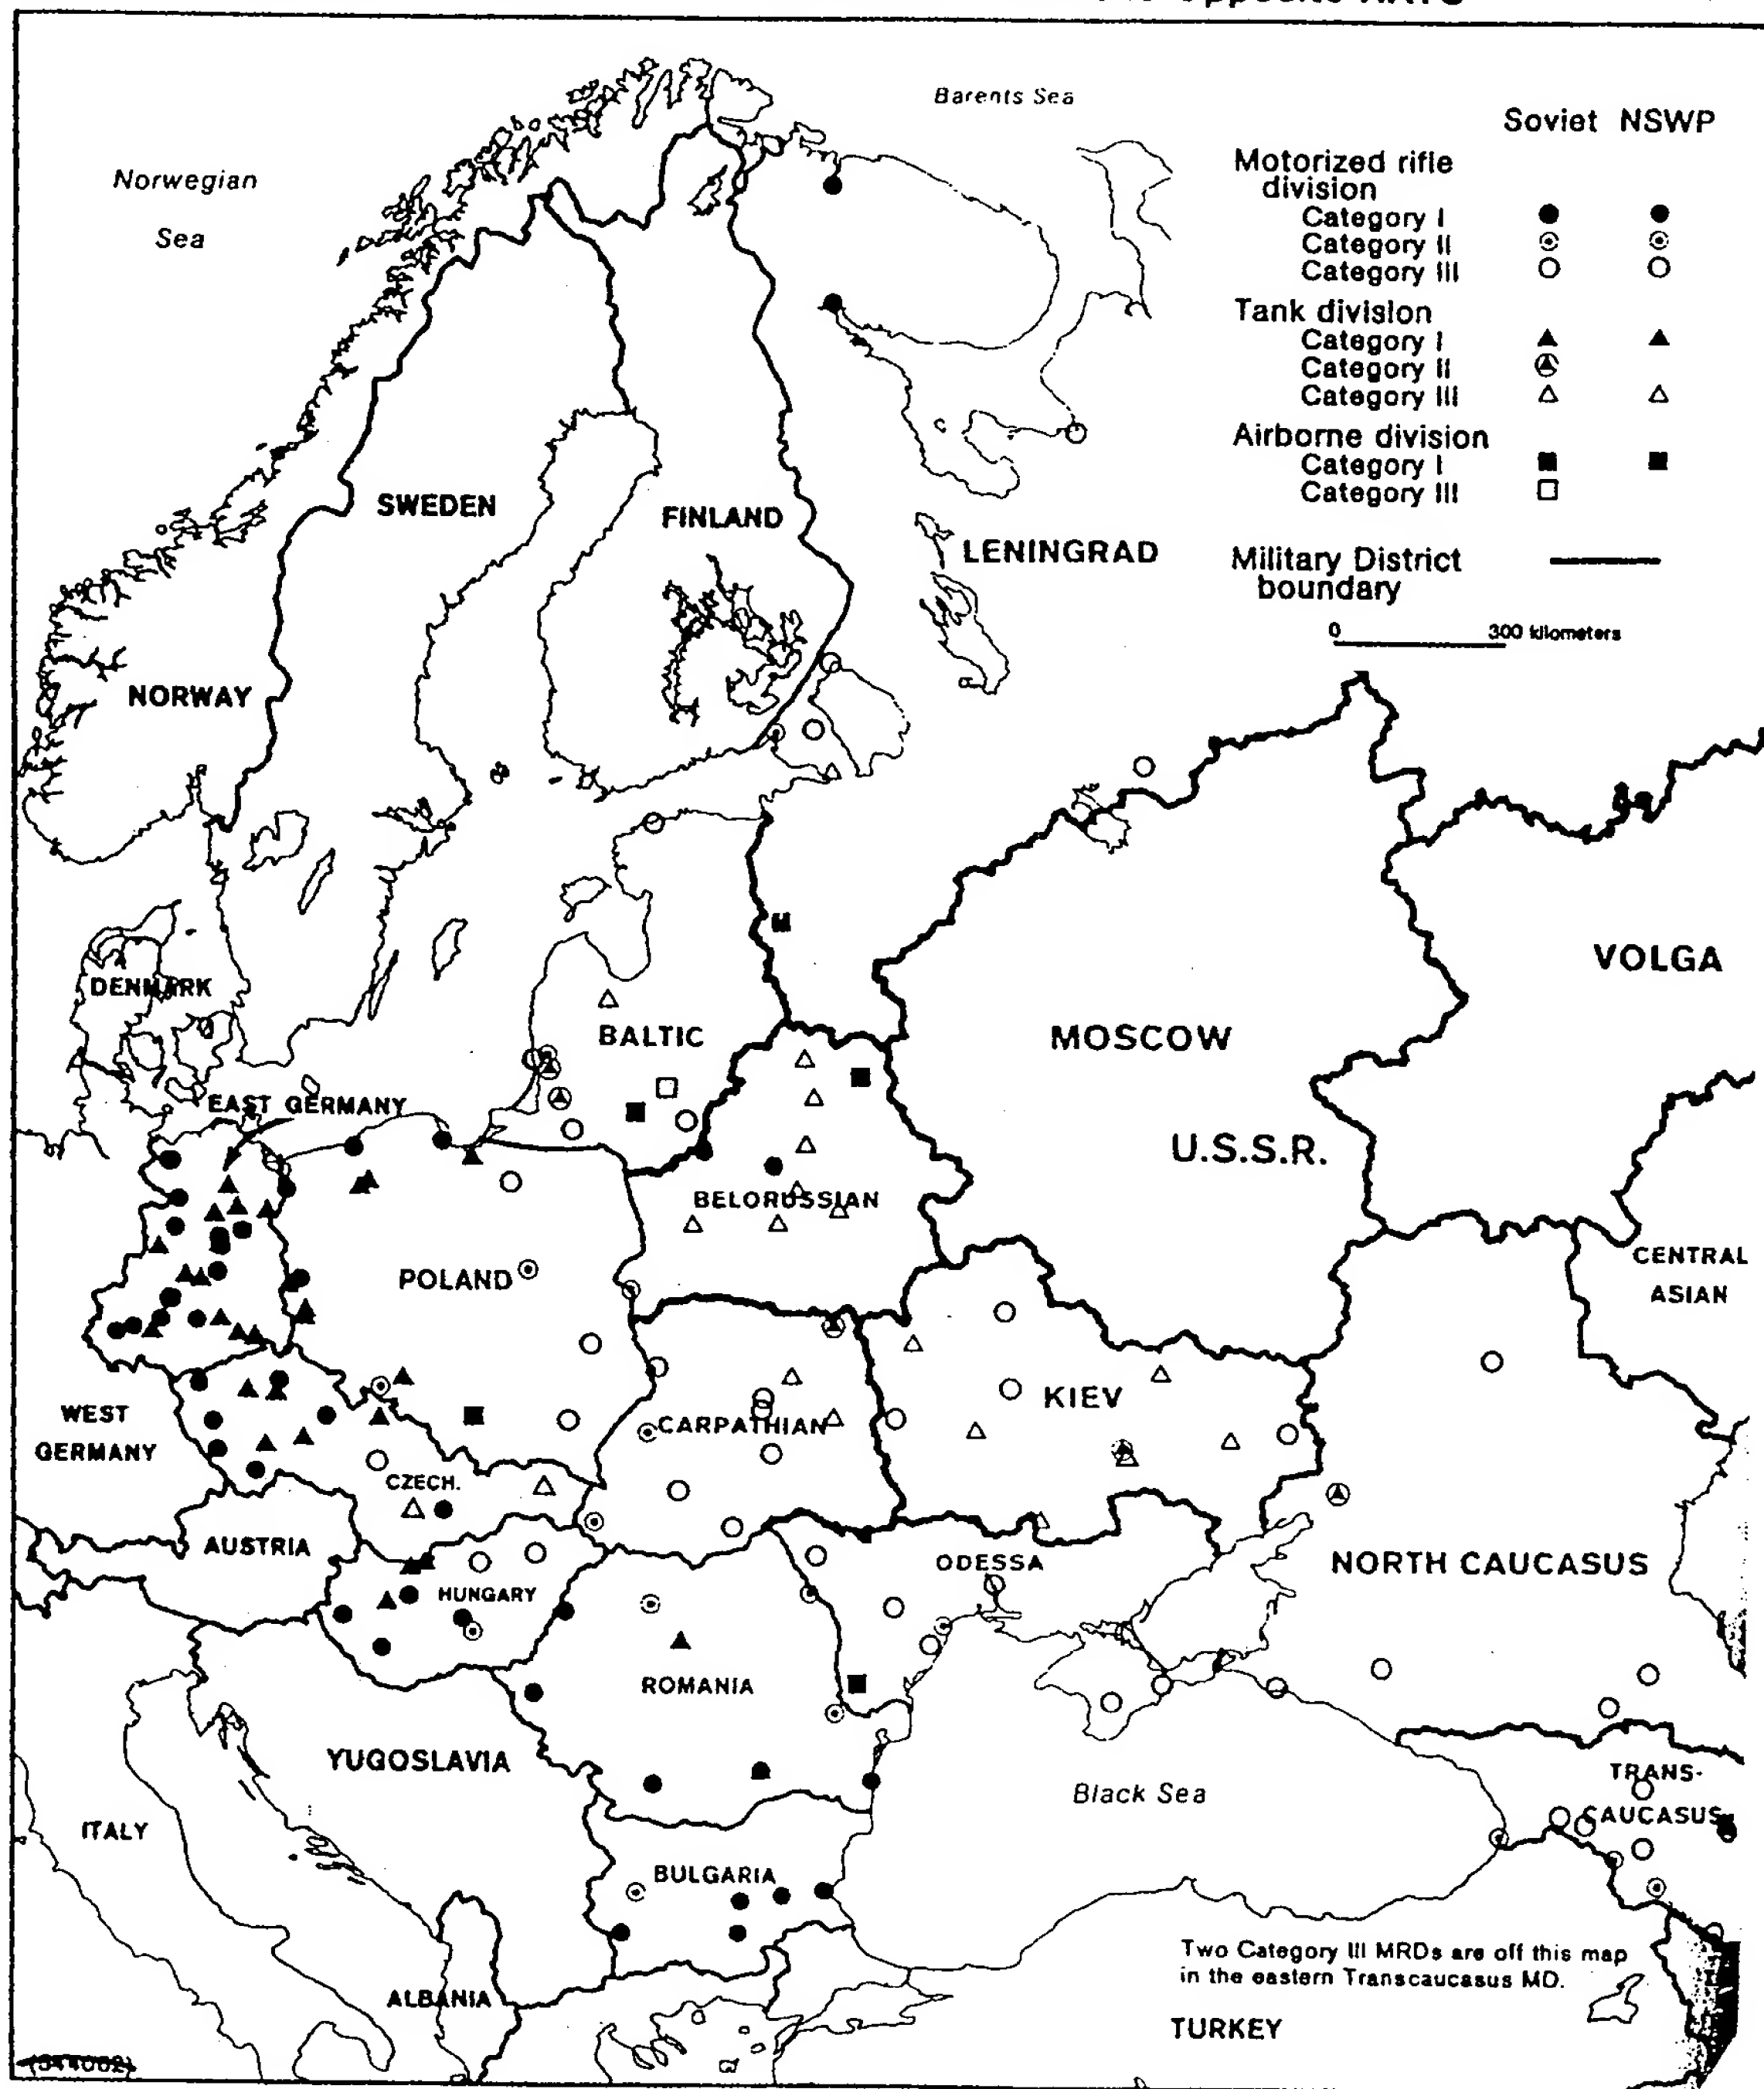 Opposite NATO
Barents Sea
Norwegian
Sea
Soviet NSWP
Motorized rifle
division
Category I
Category II
Category III
Tank division
Category I
Category II
Category III
Airborne division
Category I
Category III
Military District
boundary
0 300 kilometers
SWEDEN
FINLAND
LENINGRAD
NORWAY
DENMARK
BALTIC
MOSCOW
VOLGA
EAST GERMANY
U.S.S.R.
BELORUSSIAN
POLAND
CENTRAL
ASIAN
WEST
GERMANY
CARPATHIAN
KIEV
CZECH.
AUSTRIA
HUNGARY
ODESSA
NORTH CAUCASUS
ROMANIA
YUGOSLAVIA
Black Sea
TRANS-
CAUCASUS
ITALY
BULGARIA
Two Category III MRDs are off this map
in the eastern Transcaucasus MD.
ALBANIA
TURKEY